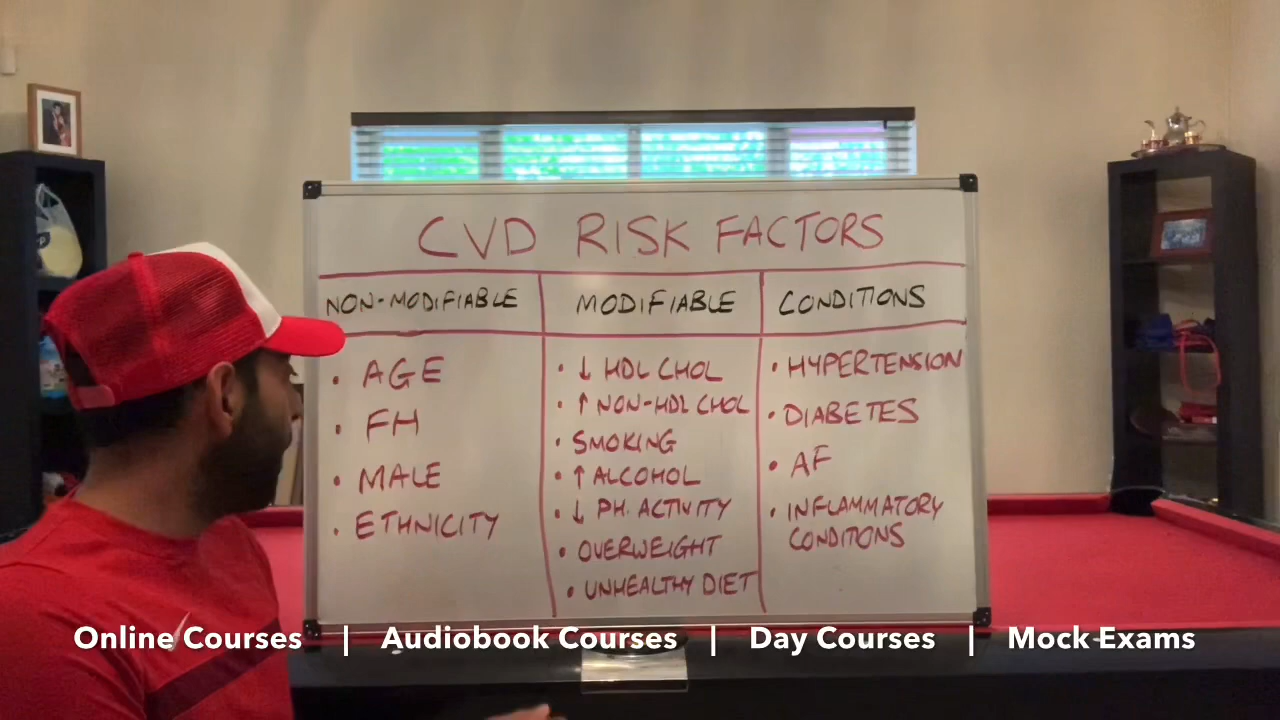 CVD RISK FACTORS
NON-MODIFIABLE
• AGE
• FH
• MALE
• ETHNICITY
MODIFIABLE
• ↓ HDL CHOL
• ↑ NON-HDL CHOL
• SMOKING
• ↑ ALCOHOL
• ↓ PH. ACTIVITY
• OVERWEIGHT
• UNHEALTHY DIET
CONDITIONS
• HYPERTENSION
• DIABETES
• AF
• INFLAMMATORY
CONDITIONS
Online Courses | Audiobook Courses | Day Courses | Mock Exams